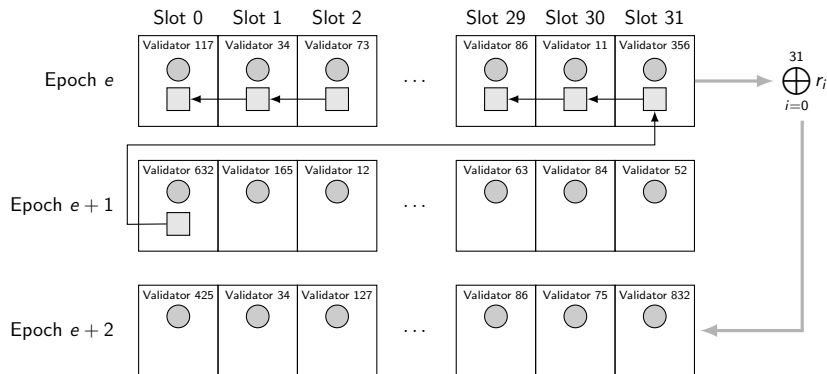 Slot 0 Slot 1 Slot 2 Slot 29 Slot 30 Slot 31
Epoch e
Validator 117 Validator 34 Validator 73 ... Validator 86 Validator 11 Validator 356
31
⊕ r_i
i=0
Epoch e + 1
Validator 632 Validator 165 Validator 12 ... Validator 63 Validator 84 Validator 52
Epoch e + 2
Validator 425 Validator 34 Validator 127 ... Validator 86 Validator 75 Validator 832